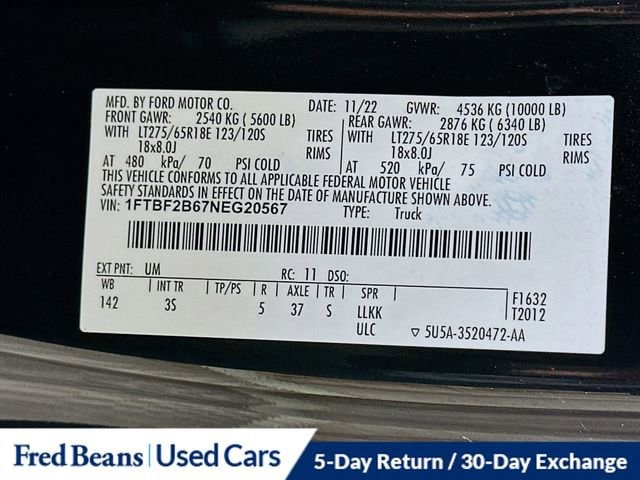 MFD. BY FORD MOTOR CO. DATE: 11/22 GVWR: 4536 KG (10000 LB)
FRONT GAWR: 2540 KG (5600 LB) REAR GAWR: 2876 KG (6340 LB)
WITH LT275/65R18E 123/120S TIRES WITH LT275/65R18E 123/120S TIRES
18x8.0J RIMS 18x8.0J RIMS
AT 480 kPa/ 70 PSI COLD AT 520 kPa/ 75 PSI COLD
THIS VEHICLE CONFORMS TO ALL APPLICABLE FEDERAL MOTOR VEHICLE
SAFETY STANDARDS IN EFFECT ON THE DATE OF MANUFACTURE SHOWN ABOVE.
VIN: 1FTBF2B67NEG20567 TYPE: Truck
EXT PNT: UM RC: 11 DSO:
WB INT TR TP/PS R AXLE TR SPR F1632
142 3S 5 37 S LLKK T2012
ULC 5U5A-3520472-AA
Fred Beans Used Cars 5-Day Return / 30-Day Exchange